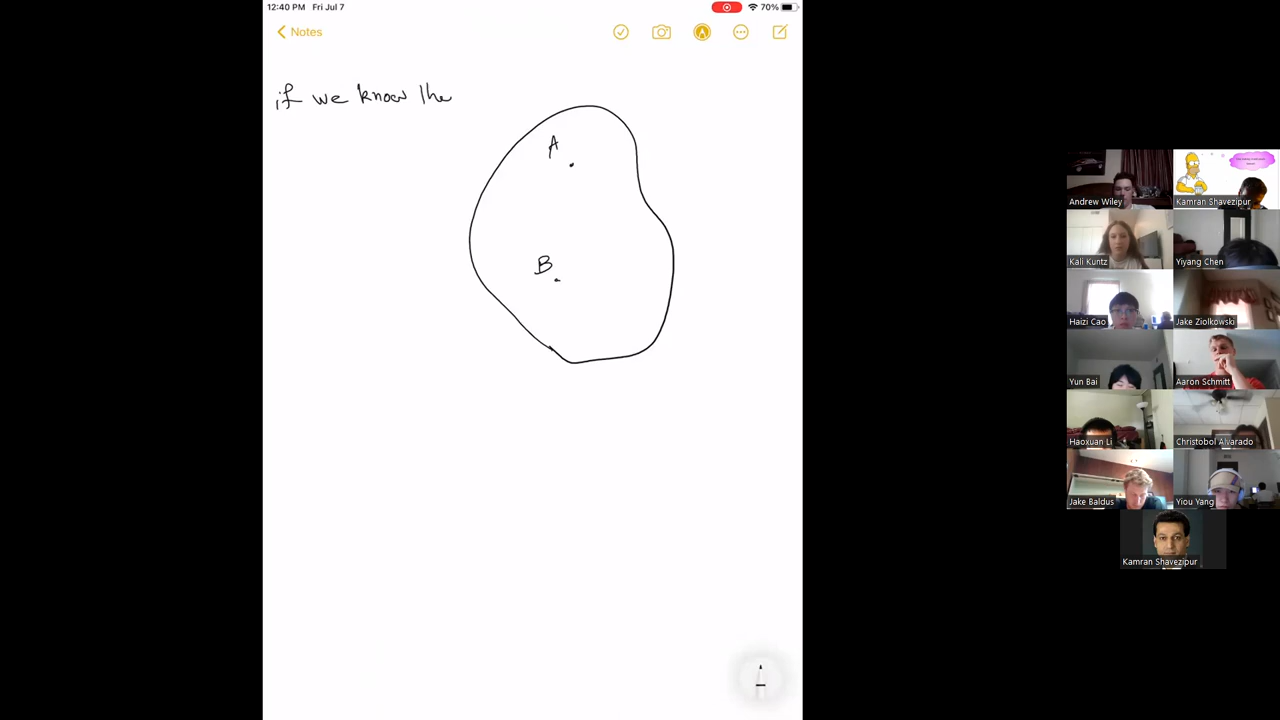 12:40 PM Fri Jul 7
70%
Notes
if we know the
A
B
Andrew Wiley
Kamran Shavezipur
Kali Kuntz
Yiyang Chen
Haizi Cao
Jake Ziolkowski
Yun Bai
Aaron Schmitt
Haoxuan Li
Christobol Alvarado
Jake Baldus
Yiou Yang
Kamran Shavezipur